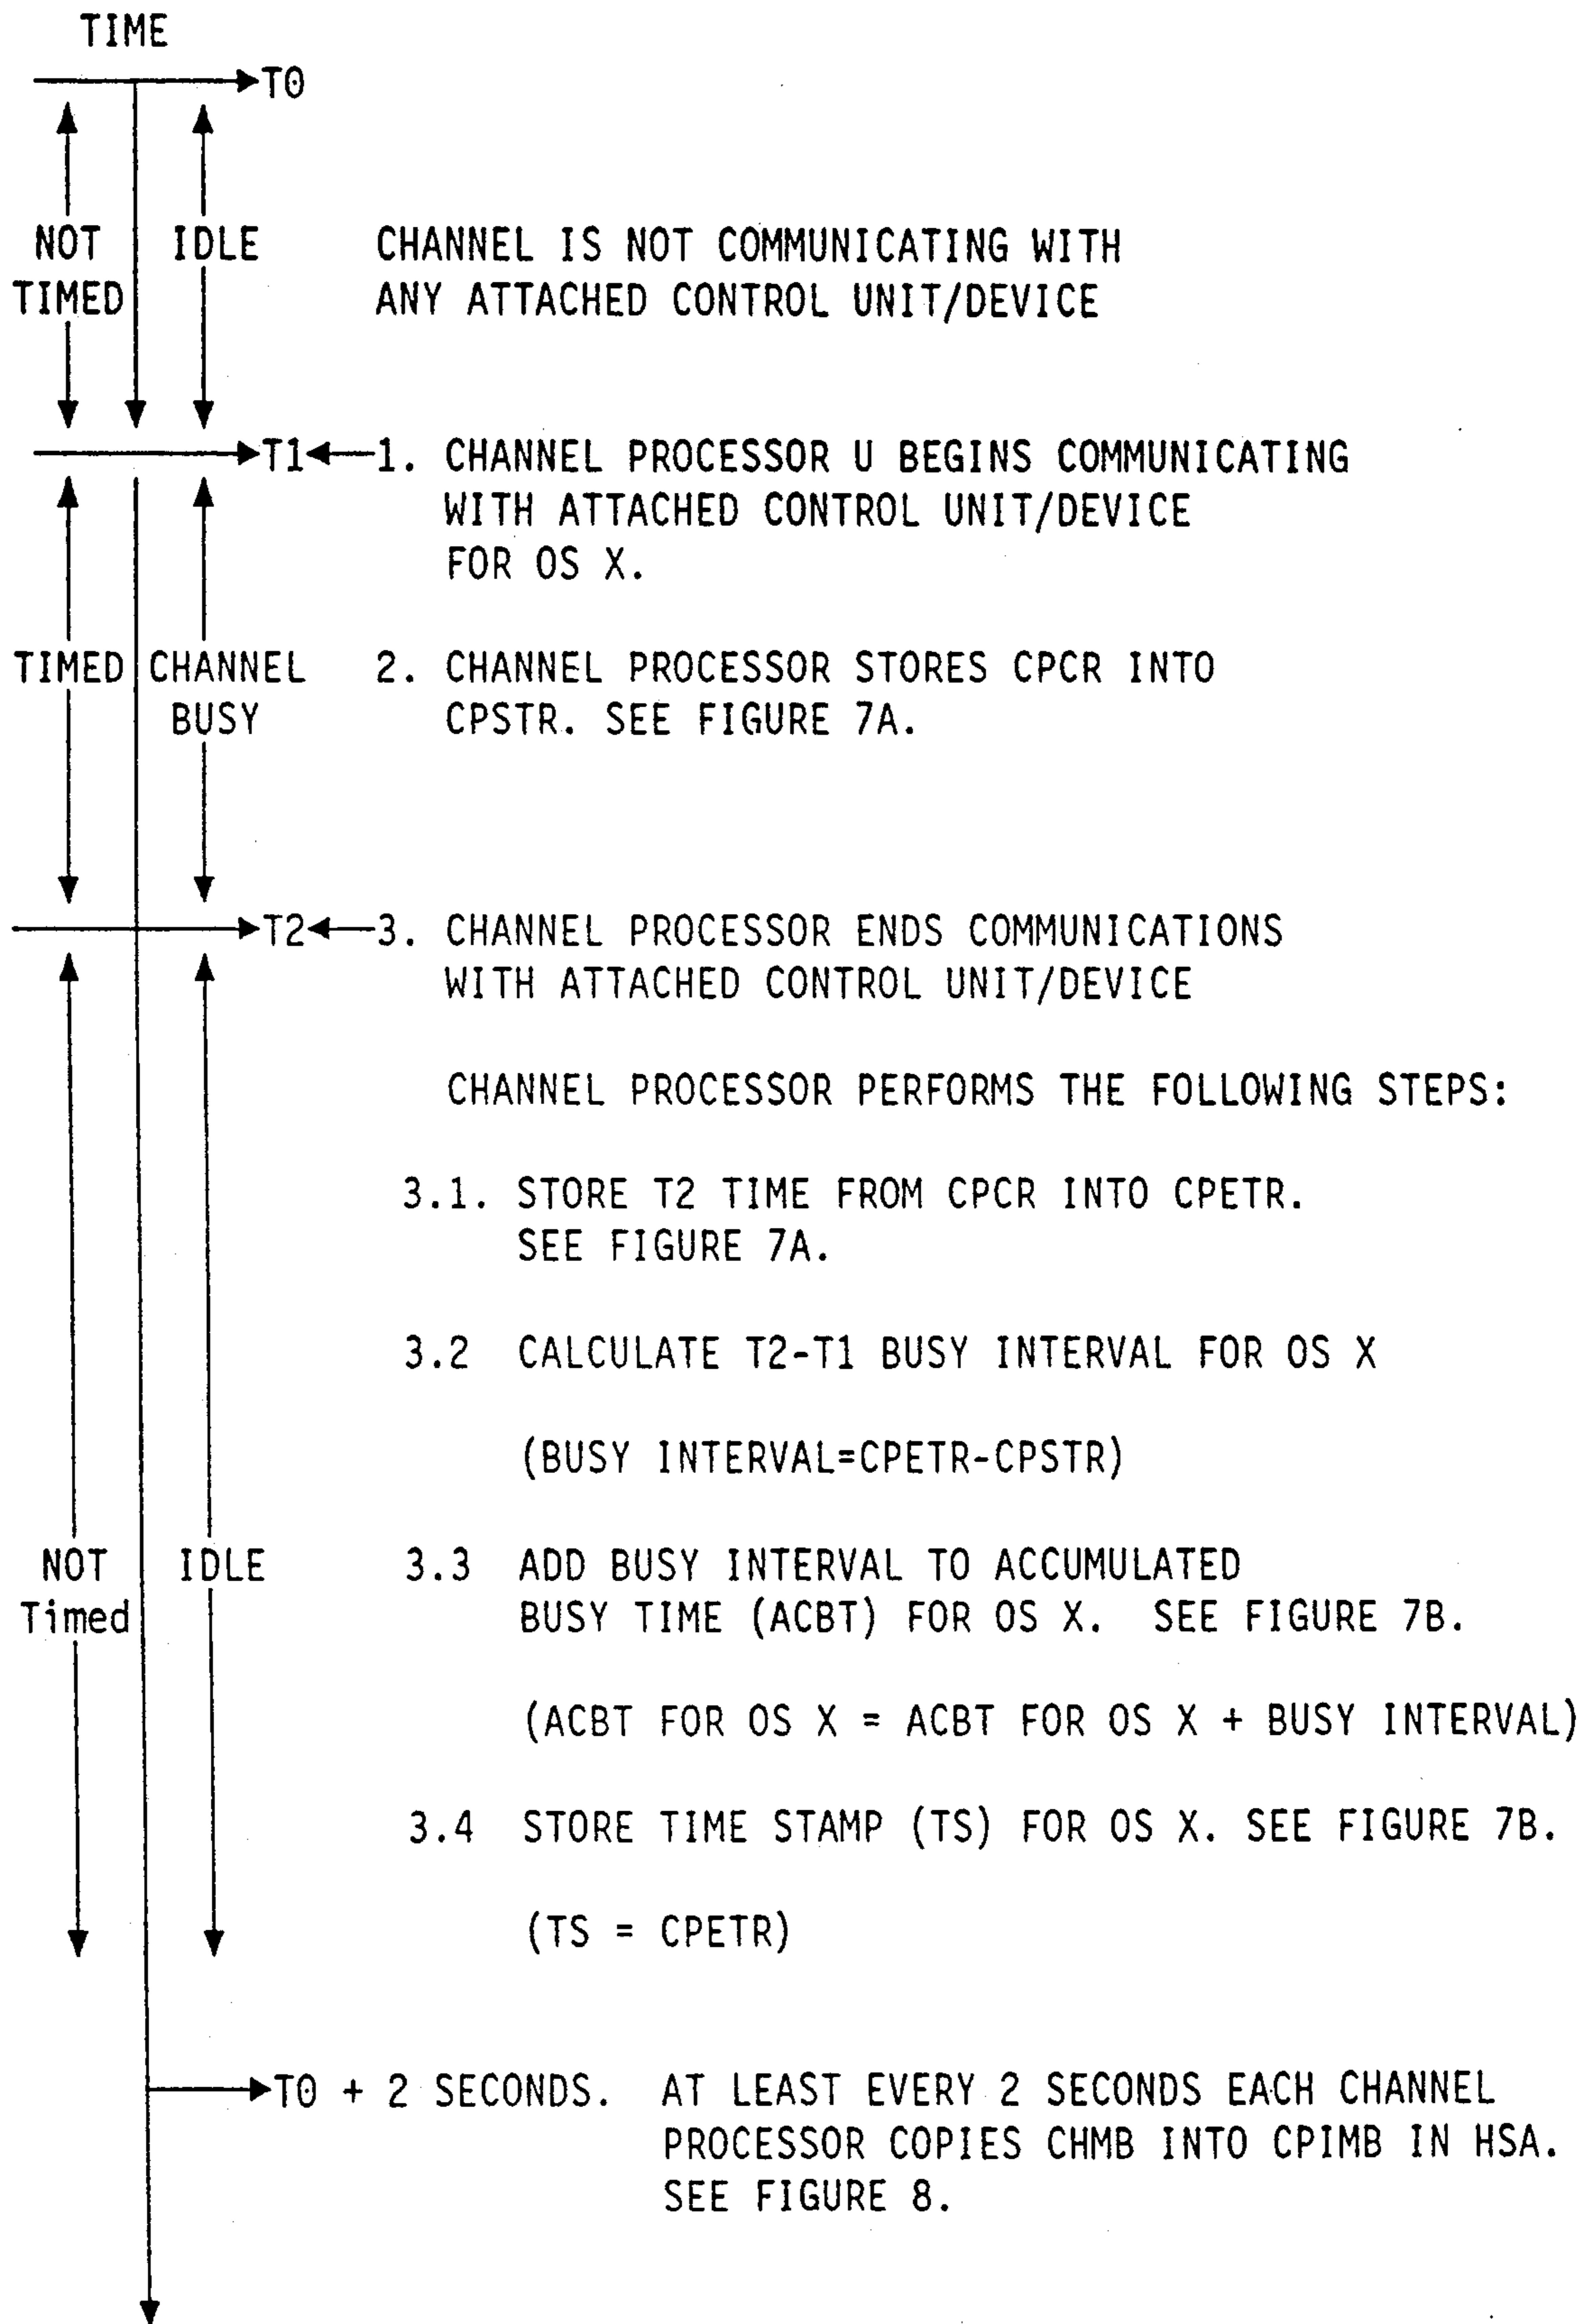 TIME
T0
NOT IDLE CHANNEL IS NOT COMMUNICATING WITH
TIMED ANY ATTACHED CONTROL UNIT/DEVICE
T1 1. CHANNEL PROCESSOR U BEGINS COMMUNICATING
WITH ATTACHED CONTROL UNIT/DEVICE
FOR OS X.
TIMED CHANNEL 2. CHANNEL PROCESSOR STORES CPCR INTO
BUSY CPSTR. SEE FIGURE 7A.
T2 3. CHANNEL PROCESSOR ENDS COMMUNICATIONS
WITH ATTACHED CONTROL UNIT/DEVICE
CHANNEL PROCESSOR PERFORMS THE FOLLOWING STEPS:
3.1. STORE T2 TIME FROM CPCR INTO CPETR.
SEE FIGURE 7A.
3.2 CALCULATE T2-T1 BUSY INTERVAL FOR OS X
(BUSY INTERVAL=CPETR-CPSTR)
NOT IDLE 3.3 ADD BUSY INTERVAL TO ACCUMULATED
Timed BUSY TIME (ACBT) FOR OS X. SEE FIGURE 7B.
(ACBT FOR OS X = ACBT FOR OS X + BUSY INTERVAL)
3.4 STORE TIME STAMP (TS) FOR OS X. SEE FIGURE 7B.
(TS = CPETR)
T0 + 2 SECONDS. AT LEAST EVERY 2 SECONDS EACH CHANNEL
PROCESSOR COPIES CHMB INTO CPIMB IN HSA.
SEE FIGURE 8.